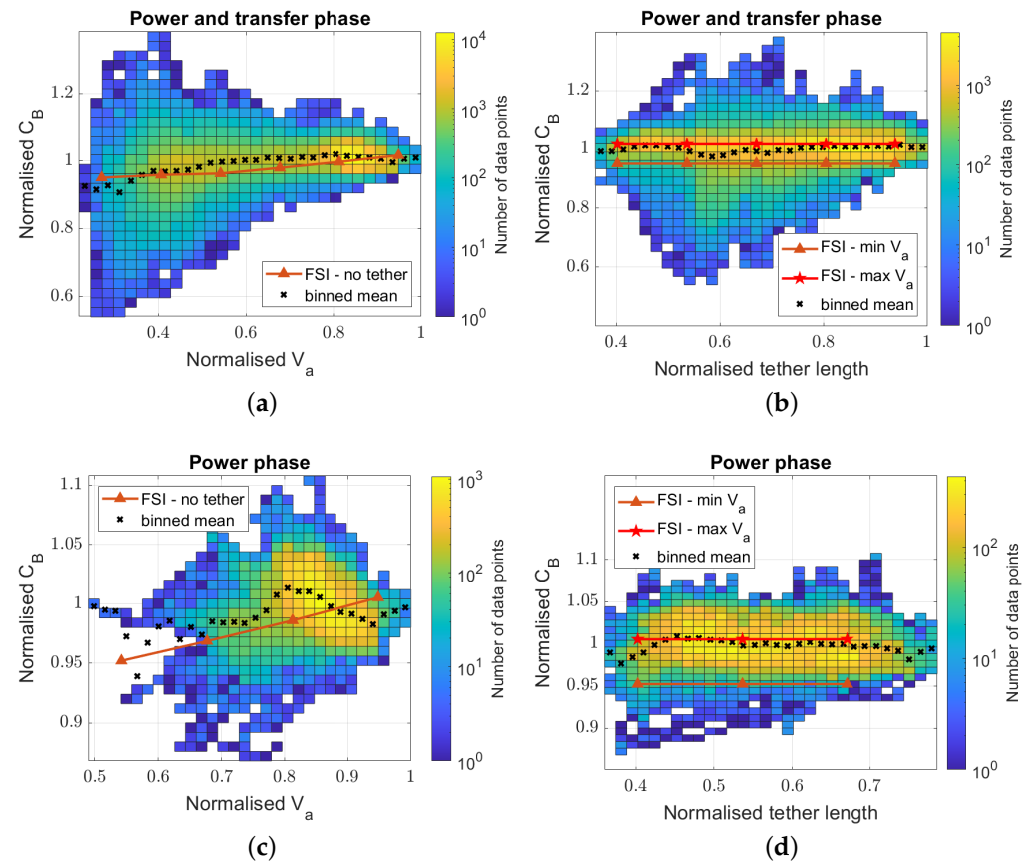 Power and transfer phase
Normalised C_B
1.2
1
0.8
0.6
0.4
0.6
0.8
1
Normalised V_a
FSI - no tether
binned mean
10^4
10^3
10^2
10^1
10^0
Number of data points
(a)
Power and transfer phase
Normalised C_B
1.2
1
0.8
0.6
0.4
0.6
0.8
1
Normalised tether length
FSI - min V_a
FSI - max V_a
binned mean
10^3
10^2
10^1
10^0
Number of data points
(b)
Power phase
Normalised C_B
1.1
1.05
1
0.95
0.9
0.5
0.6
0.7
0.8
0.9
1
Normalised V_a
FSI - no tether
binned mean
10^3
10^2
10^1
10^0
Number of data points
(c)
Power phase
Normalised C_B
1.1
1.05
1
0.95
0.9
0.4
0.5
0.6
0.7
Normalised tether length
FSI - min V_a
FSI - max V_a
binned mean
10^2
10^1
10^0
Number of data points
(d)